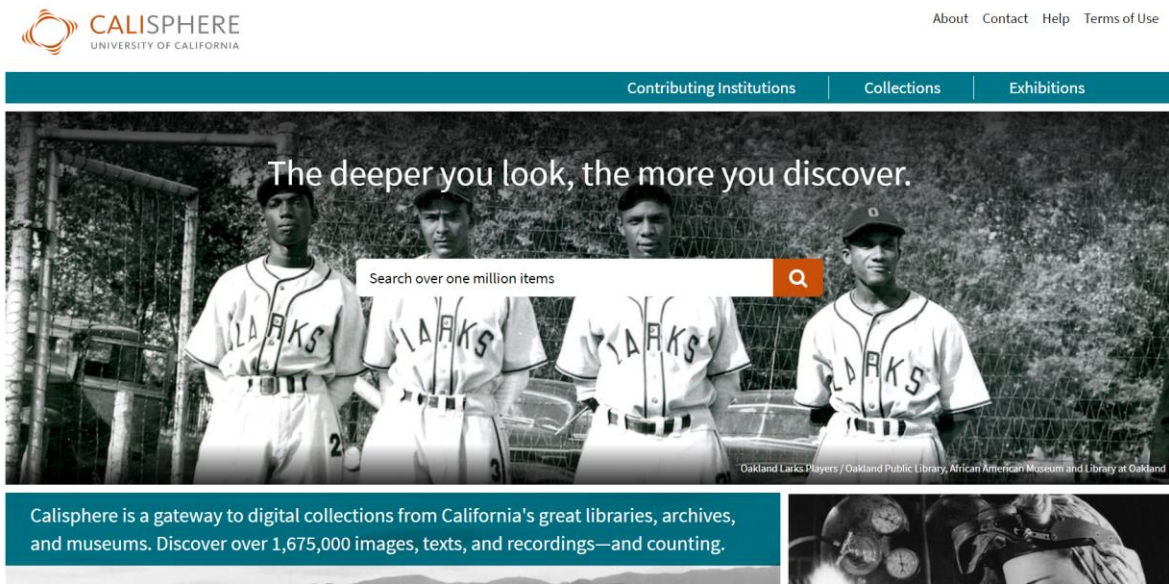 CALISPHERE
UNIVERSITY OF CALIFORNIA
About Contact Help Terms of Use
Contributing Institutions Collections Exhibitions
The deeper you look, the more you discover.
O
Search over one million items
LARKS LARKS LARKS LARKS
2
3
Oakland Larks Players / Oakland Public Library, African American Museum and Library at Oakland
Calisphere is a gateway to digital collections from California's great libraries, archives,
and museums. Discover over 1,675,000 images, texts, and recordings—and counting.